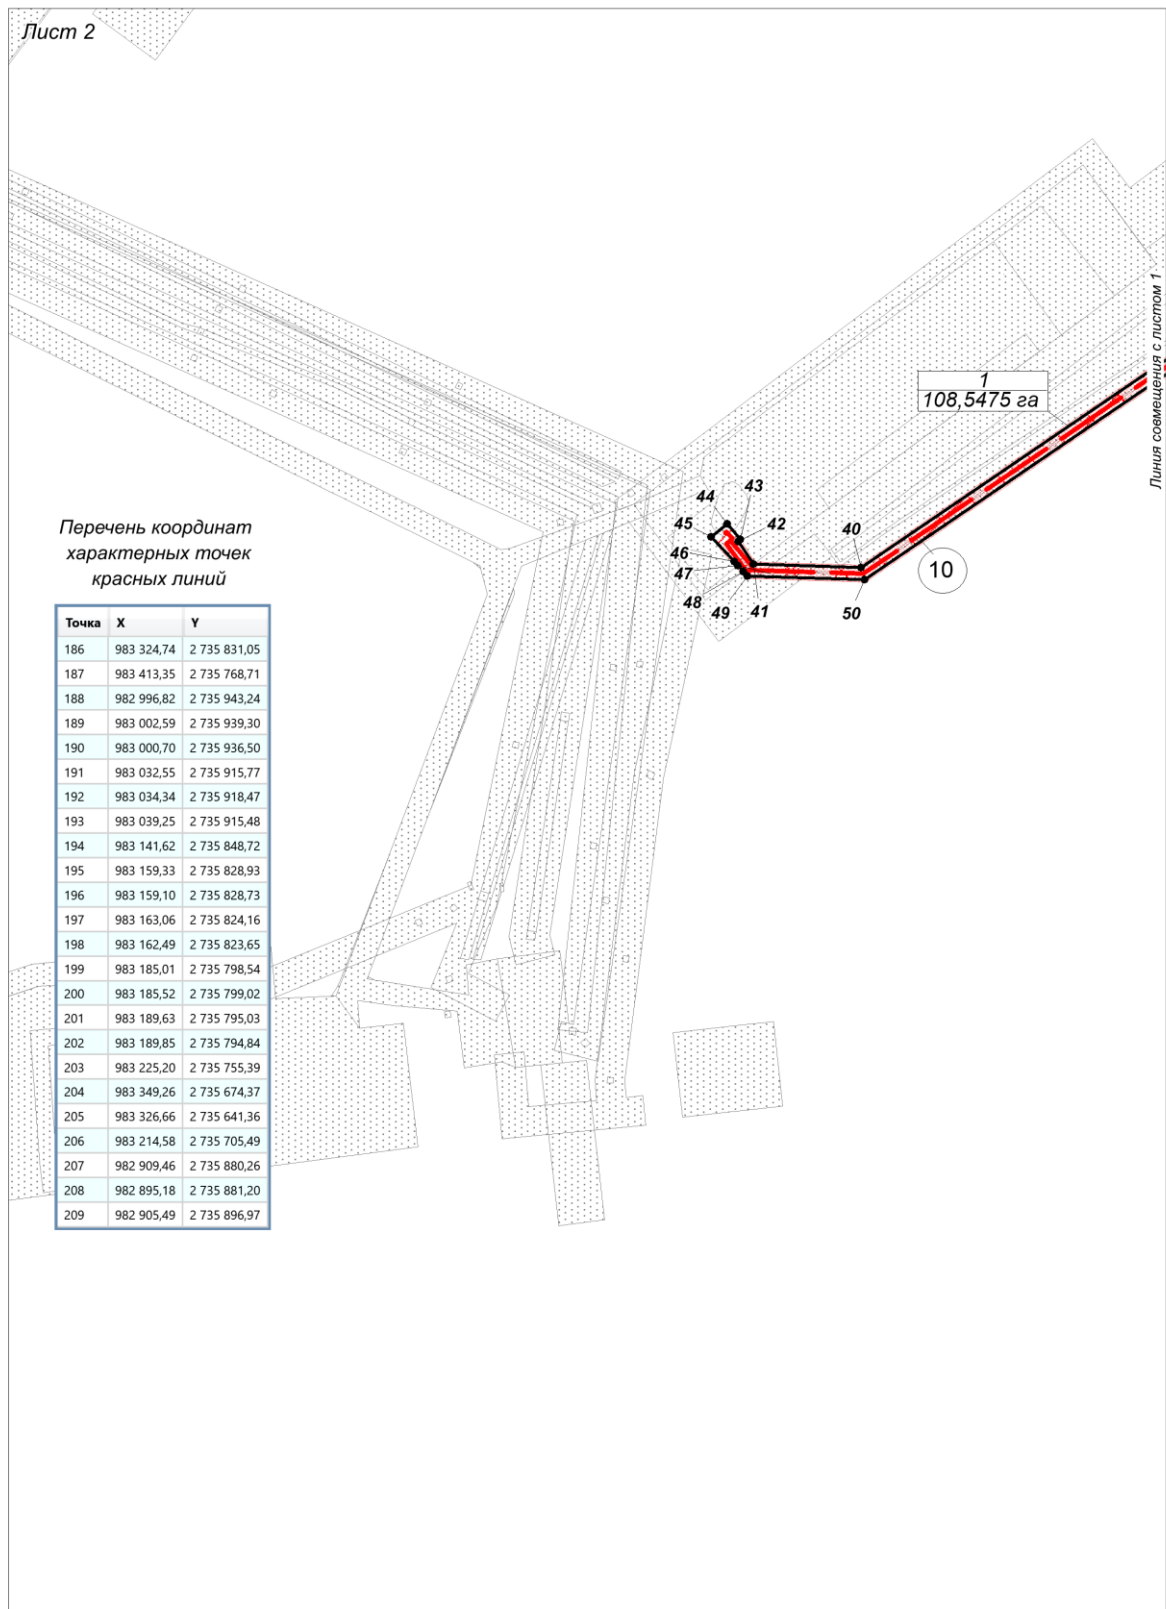 Лист 2
Линия совмещения с листом 1
1
108,5475 га
44
43
45
42
40
46
47
10
48
49
41
50
Перечень координат
характерных точек
красных линий
Точка X Y
186 983 324,74 2 735 831,05
187 983 413,35 2 735 768,71
188 982 996,82 2 735 943,24
189 983 002,59 2 735 939,30
190 983 000,70 2 735 936,50
191 983 032,55 2 735 915,77
192 983 034,34 2 735 918,47
193 983 039,25 2 735 915,48
194 983 141,62 2 735 848,72
195 983 159,33 2 735 828,93
196 983 159,10 2 735 828,73
197 983 163,06 2 735 824,16
198 983 162,49 2 735 823,65
199 983 185,01 2 735 798,54
200 983 185,52 2 735 799,02
201 983 189,63 2 735 795,03
202 983 189,85 2 735 794,84
203 983 225,20 2 735 755,39
204 983 349,26 2 735 674,37
205 983 326,66 2 735 641,36
206 983 214,58 2 735 705,49
207 982 909,46 2 735 880,26
208 982 895,18 2 735 881,20
209 982 905,49 2 735 896,97